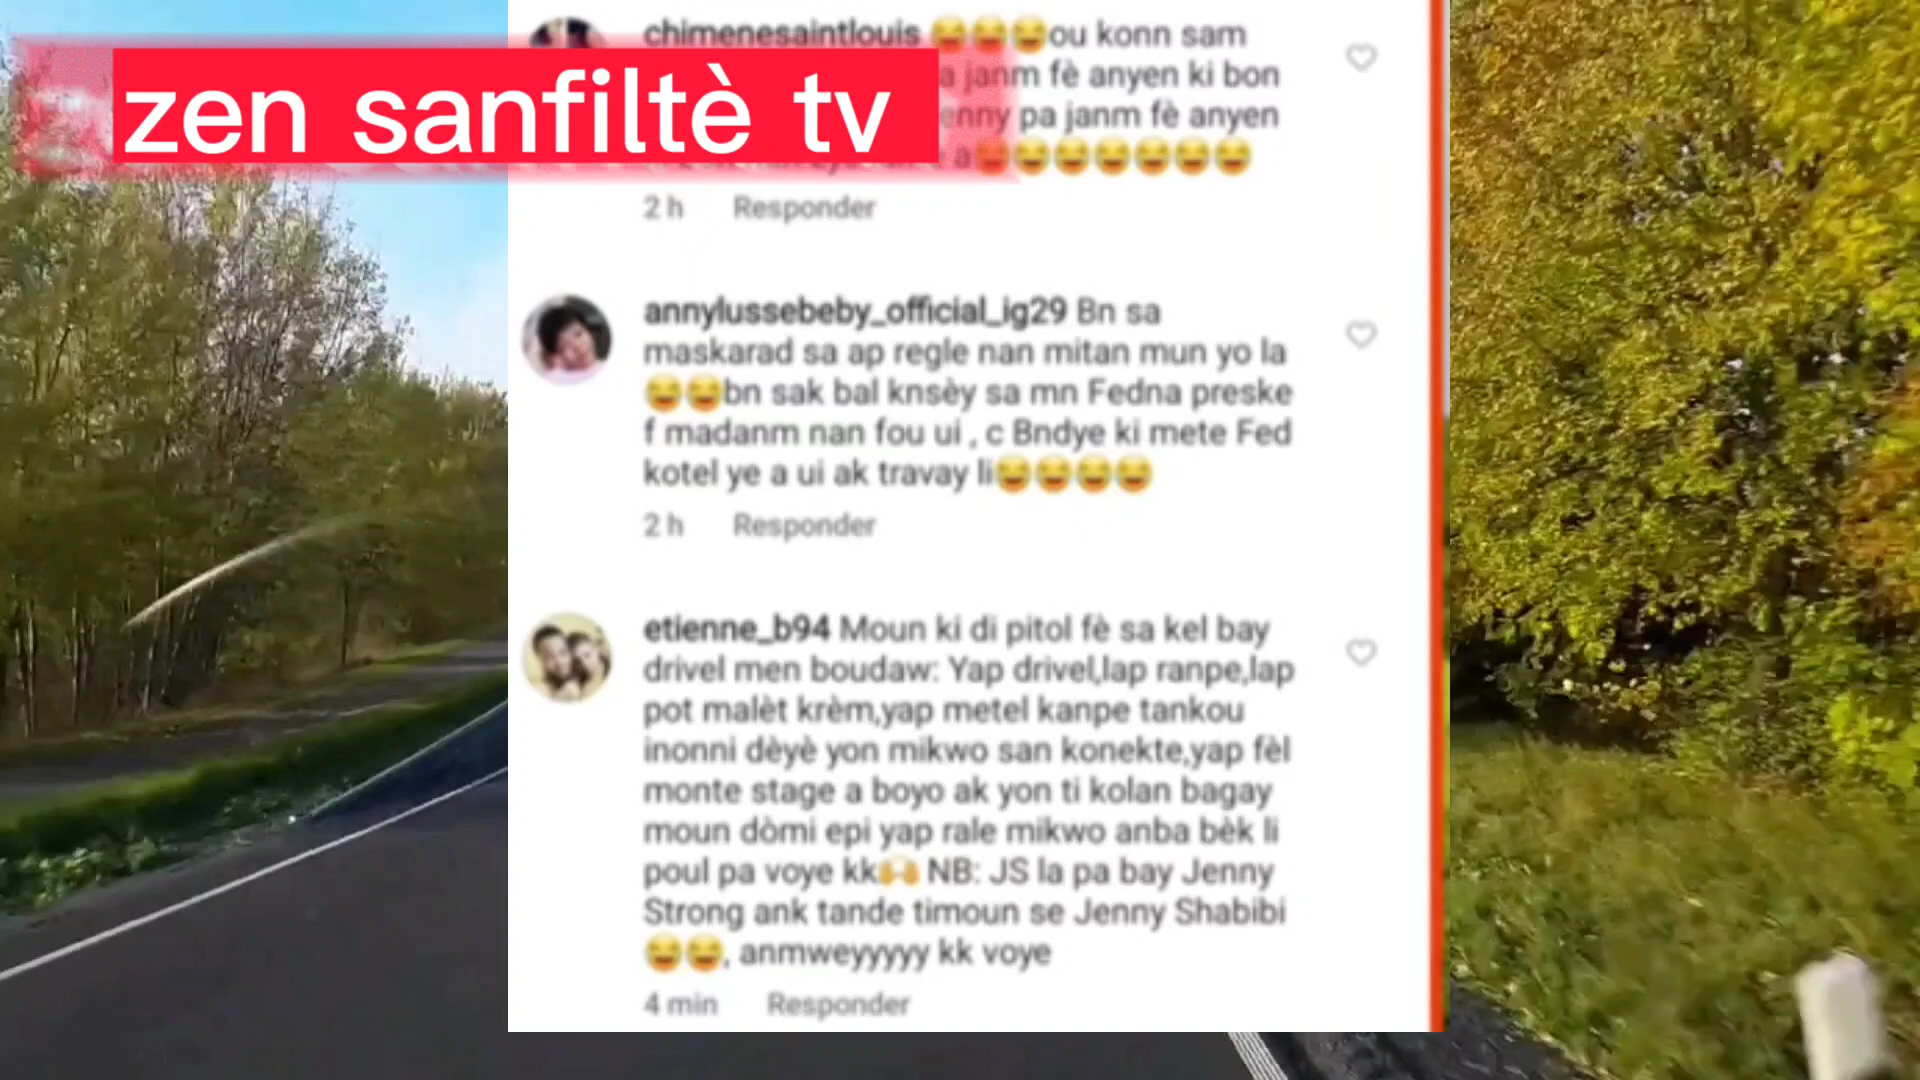 zen sanfiltè tv
chimenesaintlouis 😂😂😂ou konn sam
janm fè anyen ki bon
pa janm fè anyen
😂😂😂😂😂😂
2 h Responder
annylussebeby_official_ig29 Bn sa
maskarad sa ap regle nan mitan mun yo la
😂😂bn sak bal knsèy sa mn Fedna preske
f madanm nan fou ui , c Bndye ki mete Fed
kotel ye a ui ak travay li😂😂😂😂
2 h Responder
etienne_b94 Moun ki di pitol fè sa kel bay
drivel men boudaw: Yap drivel,lap ranpe,lap
pot malèt krèm,yap metel kanpe tankou
inonni dèyè yon mikwo san konekte,yap fèl
monte stage a boyo ak yon ti kolan bagay
moun dòmi epi yap rale mikwo anba bèk li
poul pa voye kk🙌 NB: JS la pa bay Jenny
Strong ank tande timoun se Jenny Shabibi
😂😂, anmweyyyyy kk voye
4 min Responder